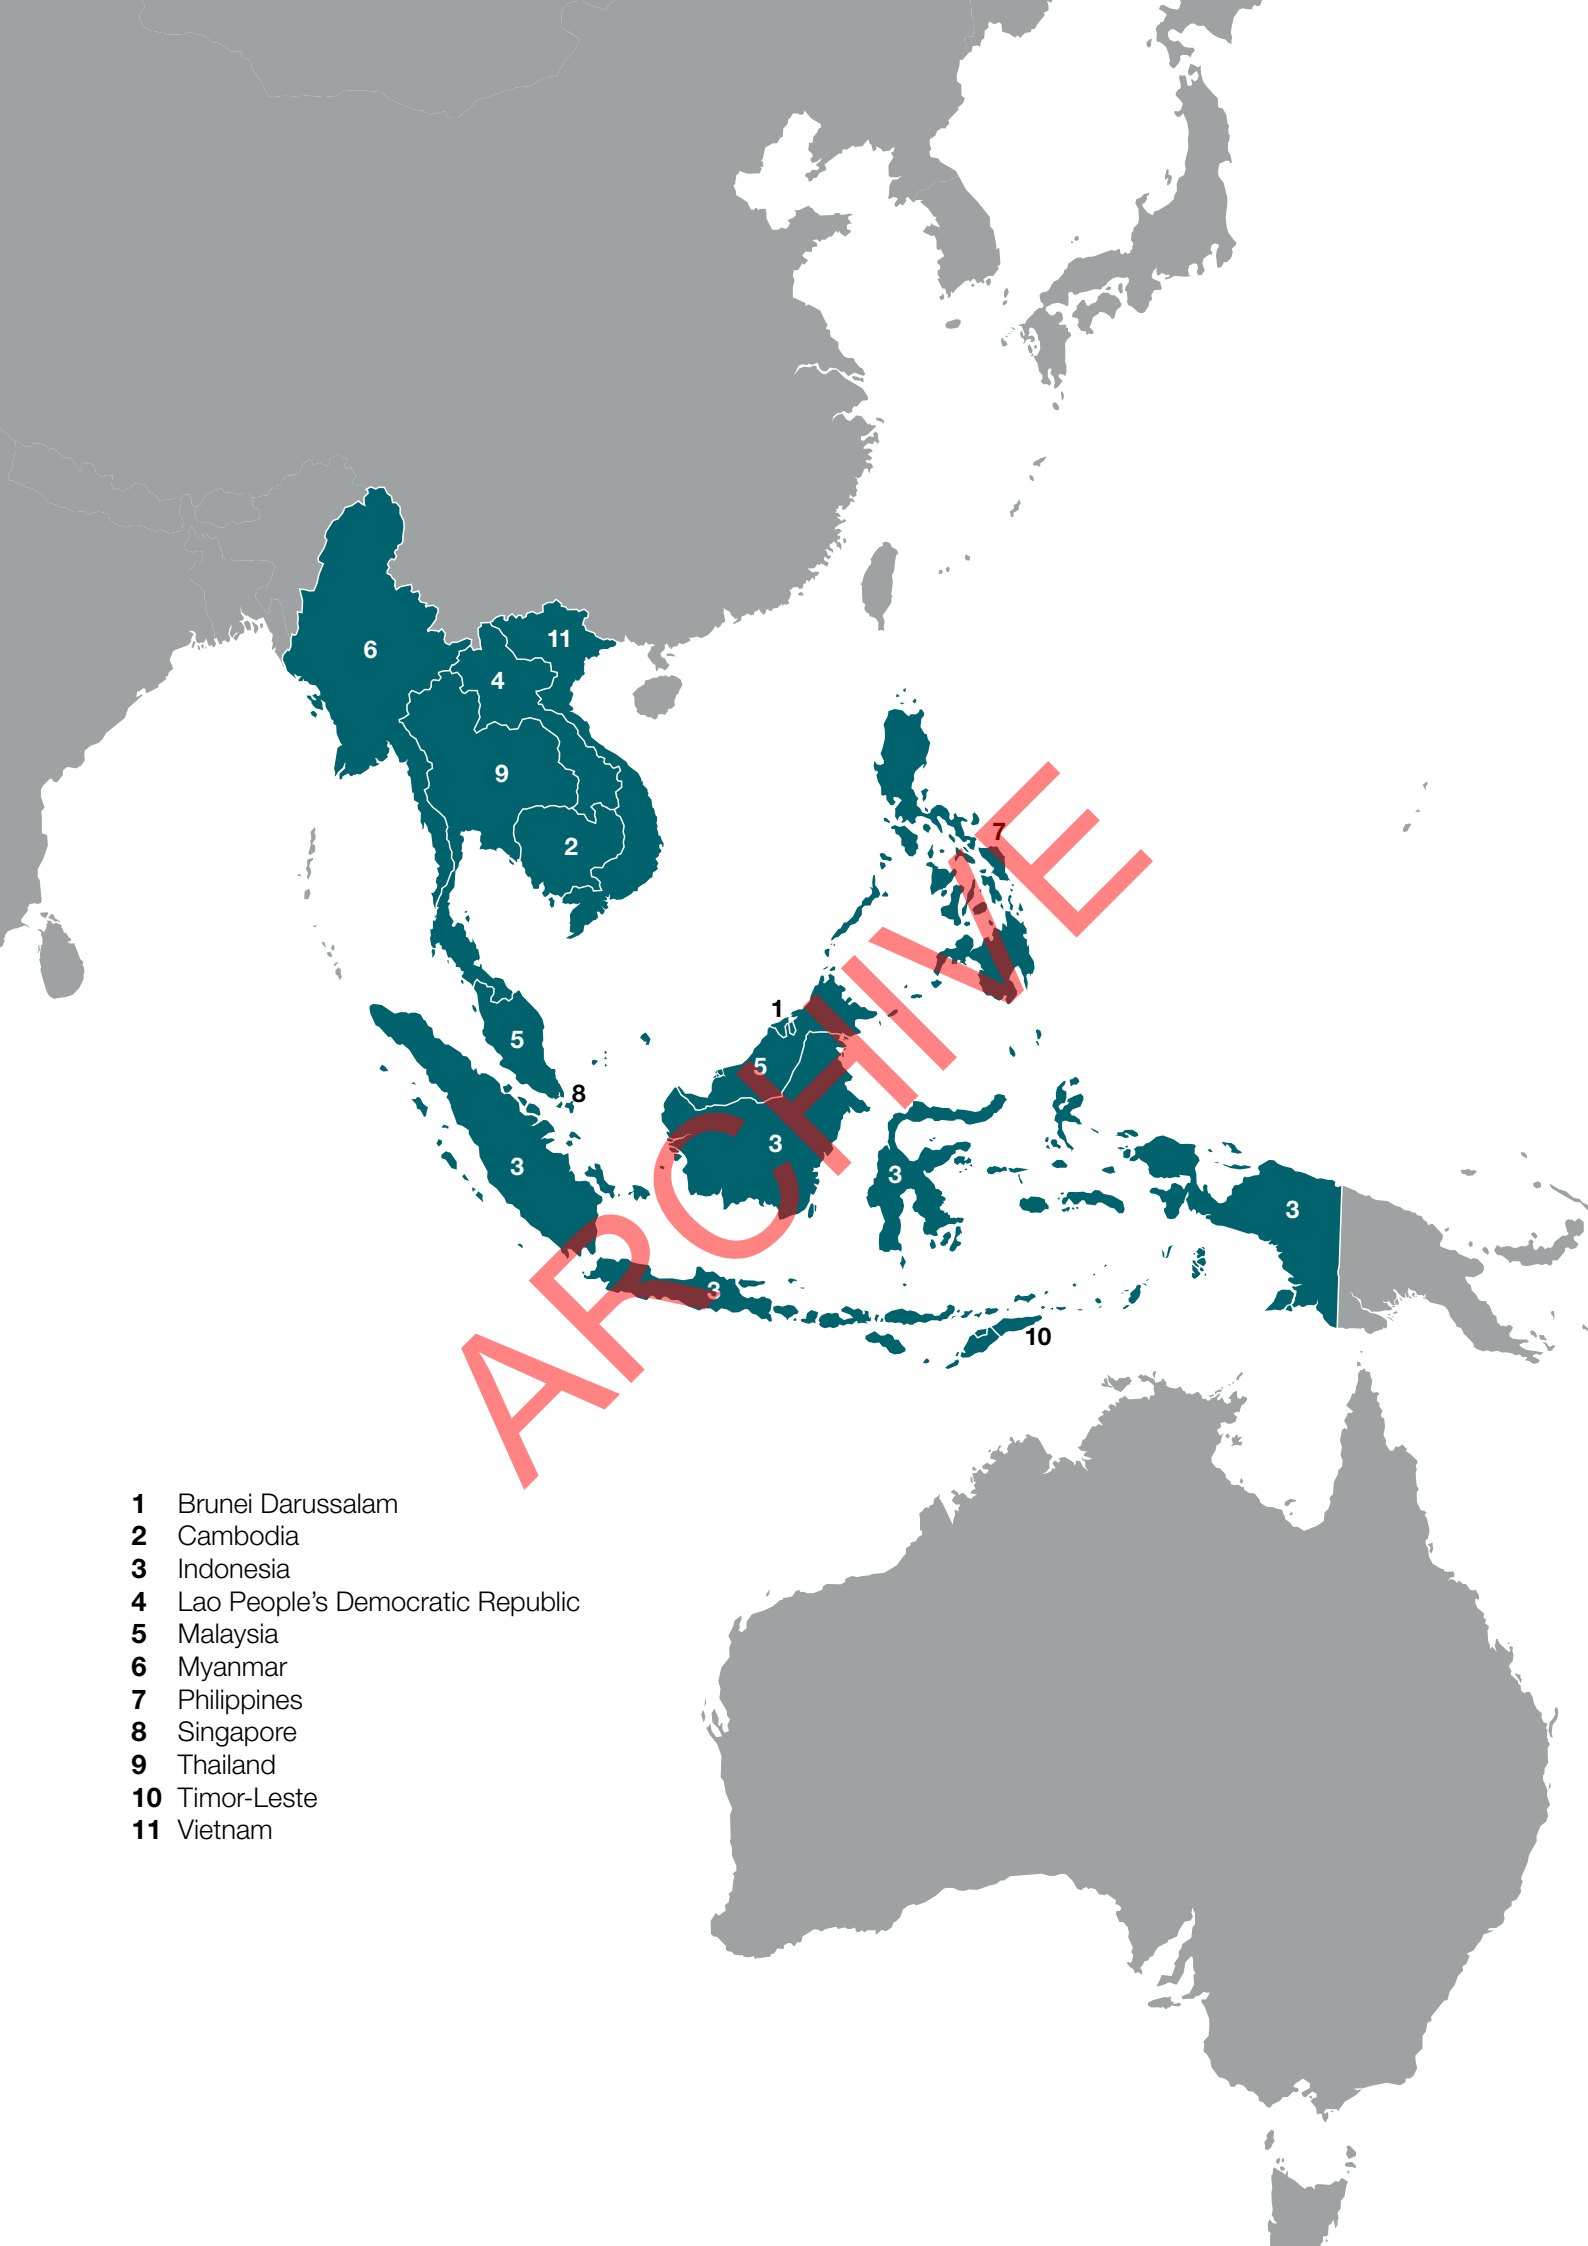 6
11
4
9
2
7
1
5
5
8
3
3
3
3
3
10
ARCHIVE
1 Brunei Darussalam
2 Cambodia
3 Indonesia
4 Lao People’s Democratic Republic
5 Malaysia
6 Myanmar
7 Philippines
8 Singapore
9 Thailand
10 Timor-Leste
11 Vietnam